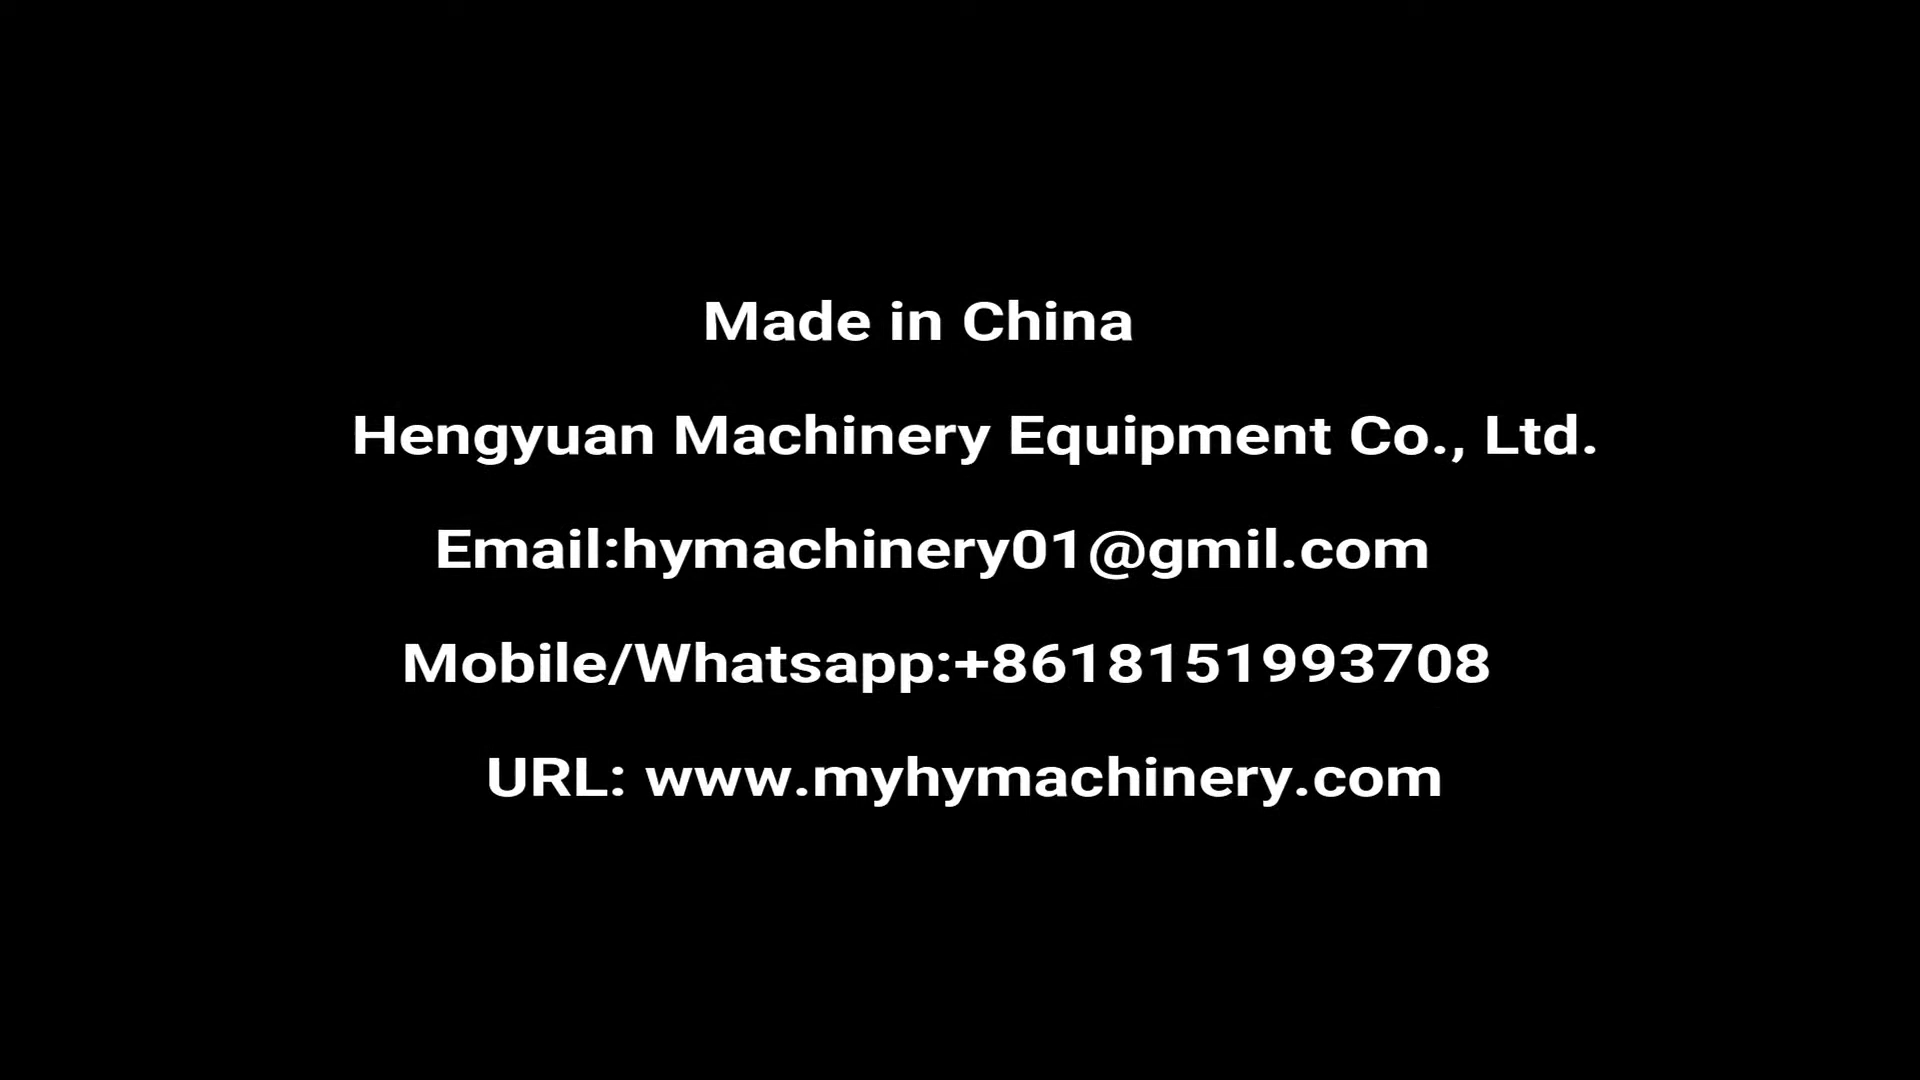 Made in China
Hengyuan Machinery Equipment Co., Ltd.
Email:hymachinery01@gmil.com
Mobile/Whatsapp:+8618151993708
URL: www.myhymachinery.com